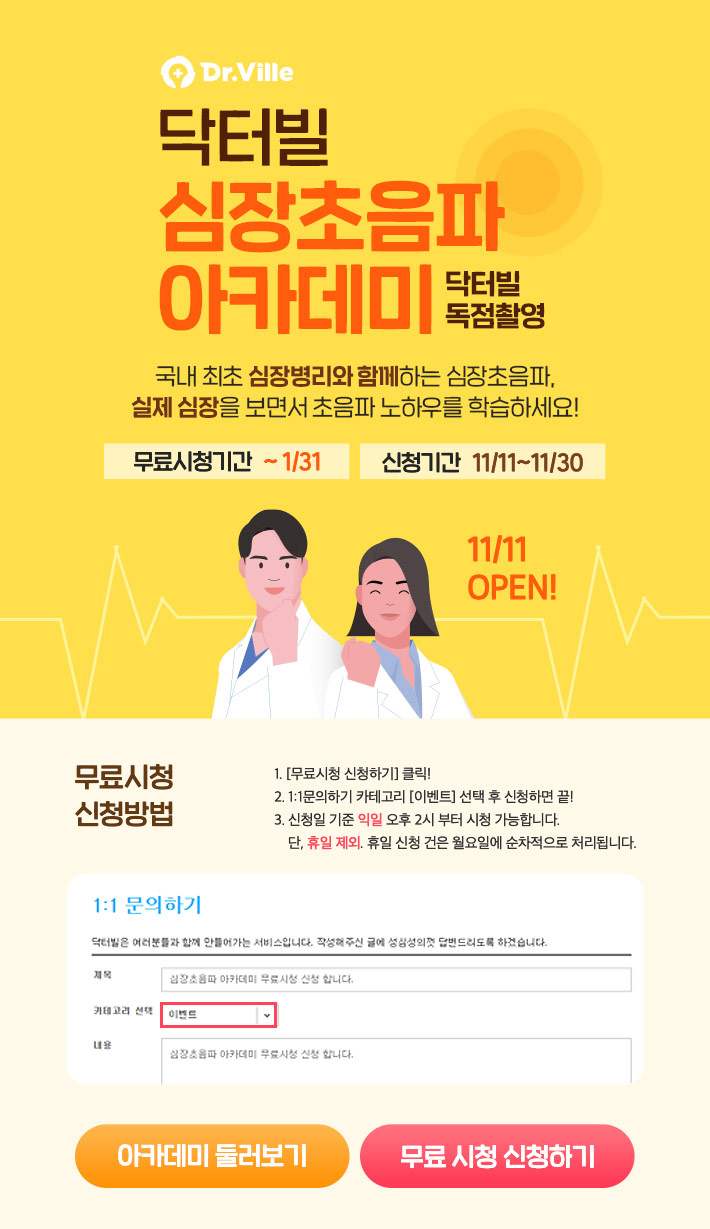 Dr.Ville
닥터빌
심장초음파
아카데미
닥터빌
독점촬영
국내 최초 심장병리와 함께하는 심장초음파,
실제 심장을 보면서 초음파 노하우를 학습하세요!
무료시청기간 ~ 1/31
신청기간 11/11~11/30
11/11
OPEN!
무료시청
신청방법
1. [무료시청 신청하기] 클릭!
2. 1:1문의하기 카테고리 [이벤트] 선택 후 신청하면 끝!
3. 신청일 기준 익일 오후 2시 부터 시청 가능합니다.
단, 휴일 제외. 휴일 신청 건은 월요일에 순차적으로 처리됩니다.
1:1 문의하기
닥터빌은 여러분들과 함께 만들어가는 서비스입니다. 작성해주신 글에 성심성의껏 답변드리도록 하겠습니다.
제목
심장초음파 아카데미 무료시청 신청 합니다.
카테고리 선택
이벤트
내용
심장초음파 아카데미 무료시청 신청 합니다.
아카데미 둘러보기
무료 시청 신청하기